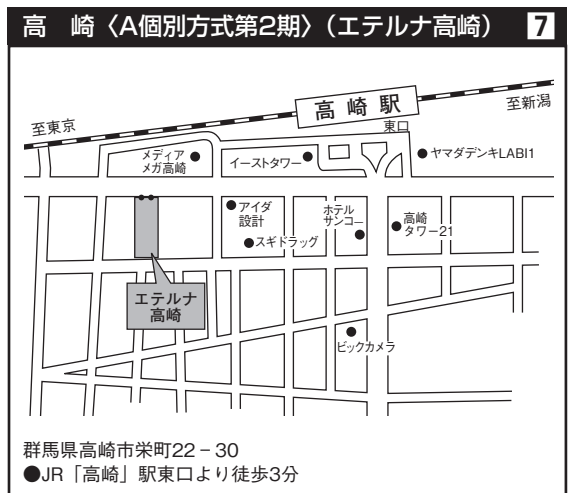 高　崎〈A個別方式第2期〉（エテルナ高崎） 7
高崎駅
東口
至東京
至新潟
メディア
メガ高崎
イーストタワー
ヤマダデンキLABI1
アイダ
設計
スギドラッグ
ホテル
サンコー
高崎
タワー21
エテルナ
高崎
ビックカメラ
群馬県高崎市栄町22－30
●JR「高崎」駅東口より徒歩3分